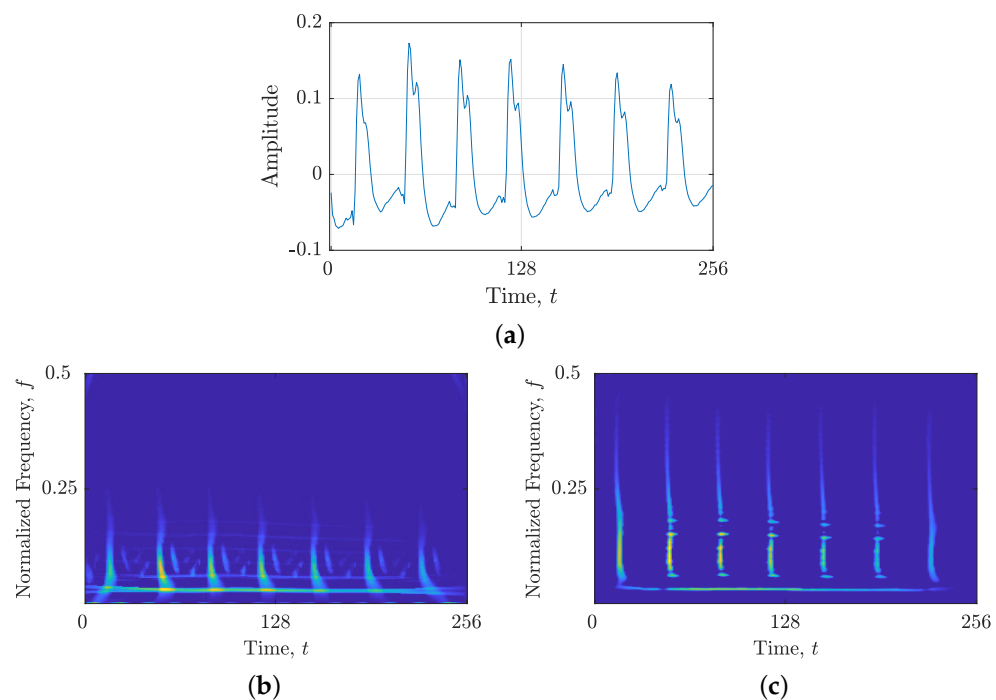 0.2
0.1
0
-0.1
Amplitude
0 128 256
Time, t
(a)
0.5
0.25
Normalized Frequency, f
0 128 256
Time, t
(b)
0.5
0.25
Normalized Frequency, f
0 128 256
Time, t
(c)